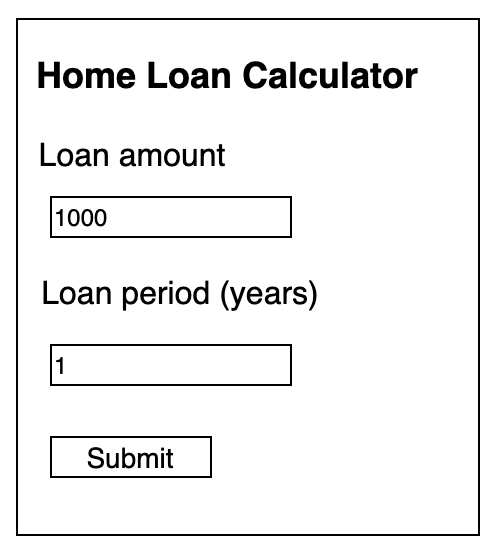 Home Loan Calculator
Loan amount
1000
Loan period (years)
1
Submit